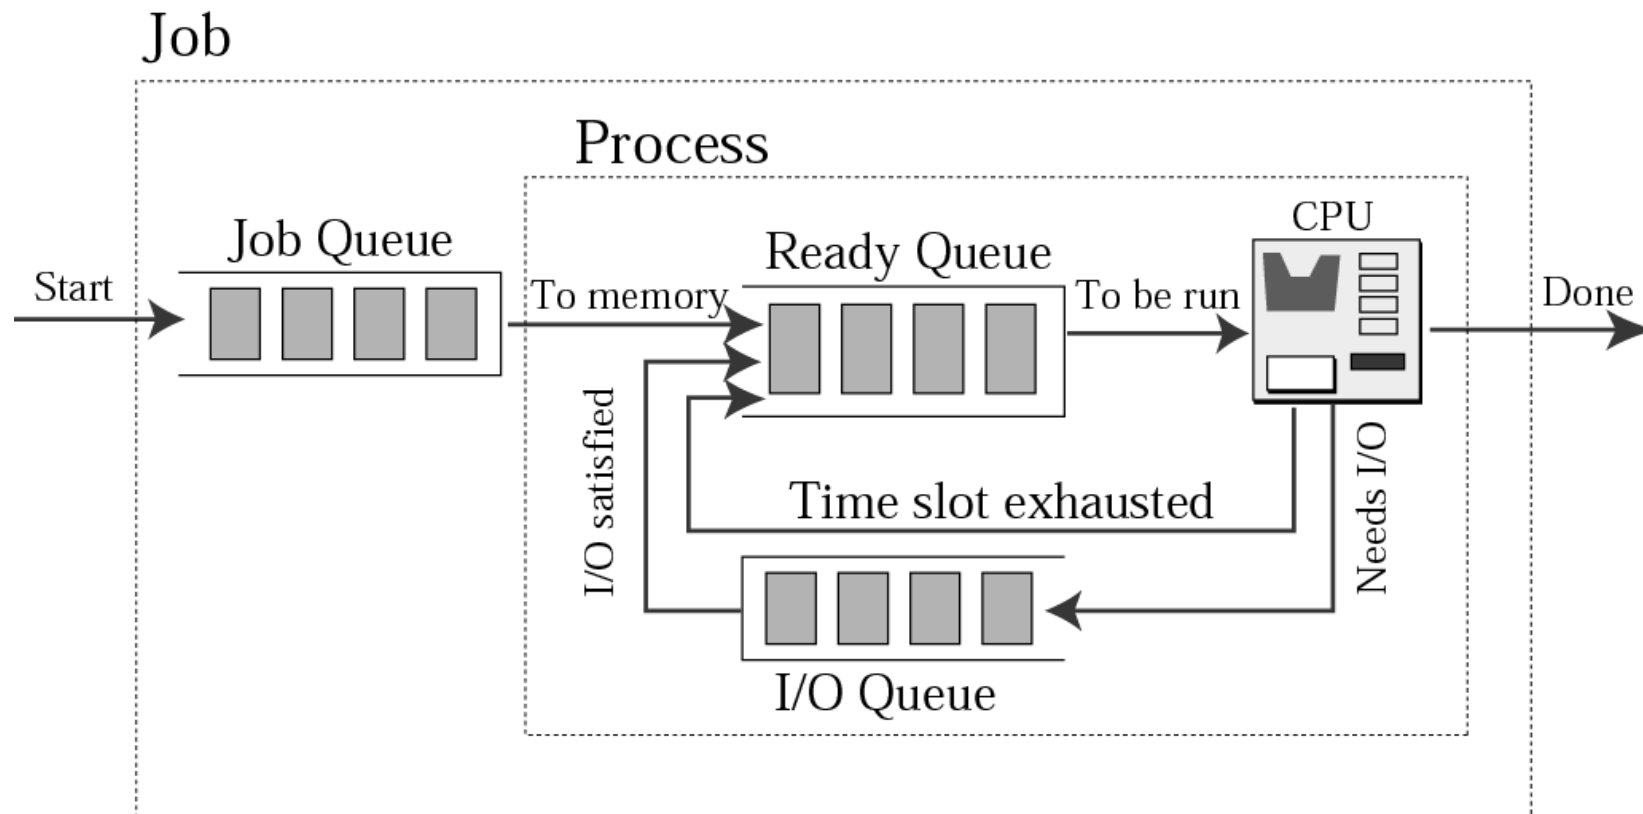 Job
Process
CPU
Job Queue
Ready Queue
Start
To memory
To be run
Done
I/O satisfied
Time slot exhausted
Needs I/O
I/O Queue